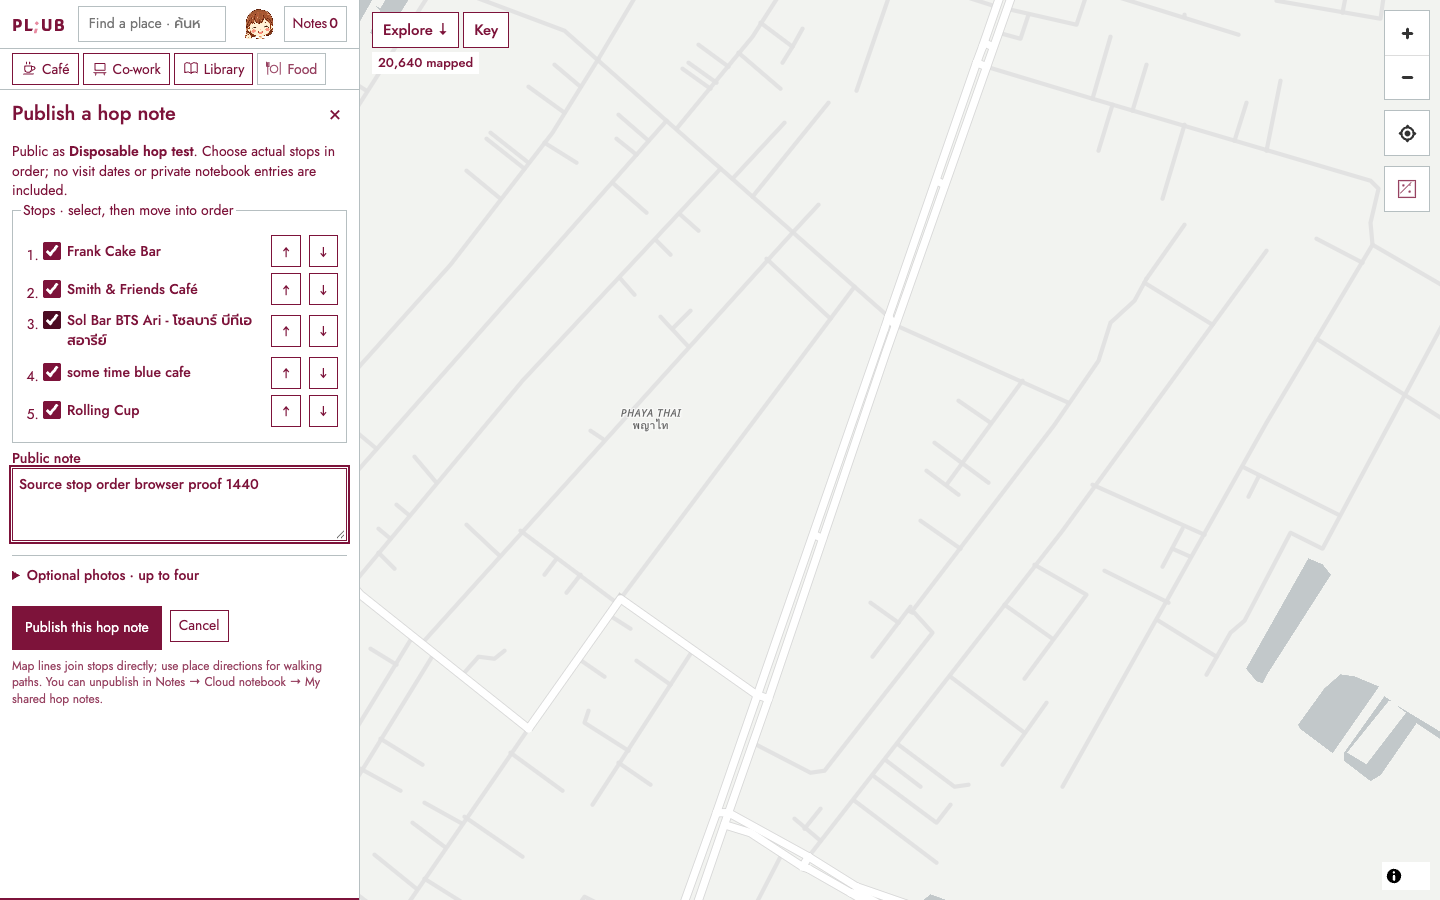 PL:UB
Find a place · ค้นหา
Notes 0
Café
Co-work
Library
Food
Publish a hop note
×
Public as Disposable hop test. Choose actual stops in
order; no visit dates or private notebook entries are
included.
Stops · select, then move into order
1. Frank Cake Bar ↑ ↓
2. Smith & Friends Café ↑ ↓
3. Sol Bar BTS Ari - โซลบาร์ บีทีเอ
สอารีย์ ↑ ↓
4. some time blue cafe ↑ ↓
5. Rolling Cup ↑ ↓
Public note
Source stop order browser proof 1440
Optional photos · up to four
Publish this hop note
Cancel
Map lines join stops directly; use place directions for walking
paths. You can unpublish in Notes → Cloud notebook → My
shared hop notes.
Explore ↓
Key
20,640 mapped
PHAYA THAI
พญาไท
+
−